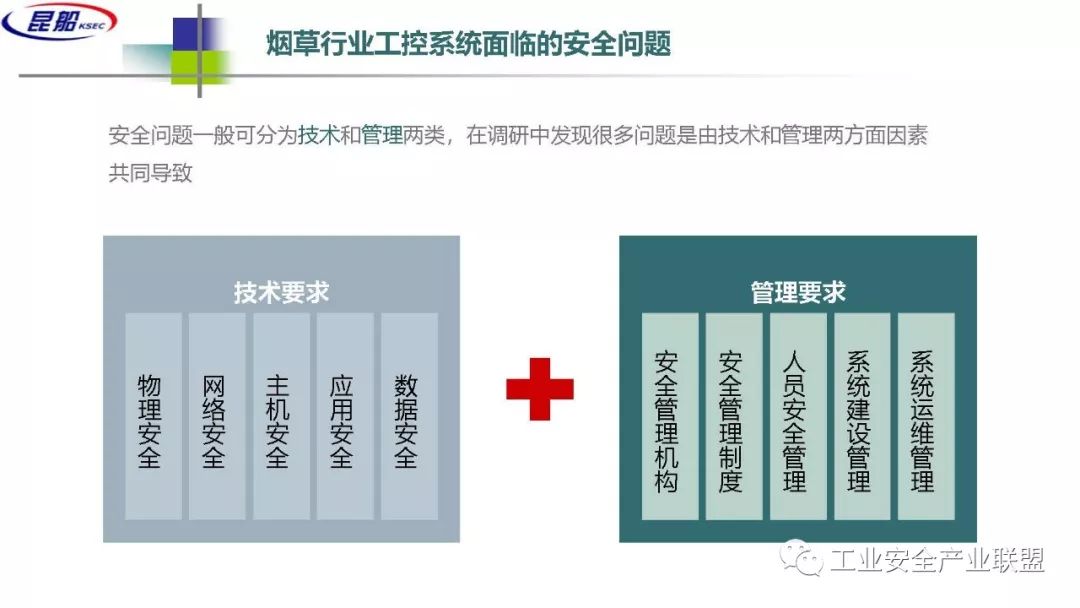 昆船 KSEC
烟草行业工控系统面临的安全问题
安全问题一般可分为技术和管理两类，在调研中发现很多问题是由技术和管理两方面因素
共同导致
技术要求
物理安全
网络安全
主机安全
应用安全
数据安全
管理要求
安全管理机构
安全管理制度
人员安全管理
系统建设管理
系统运维管理
工业安全产业联盟